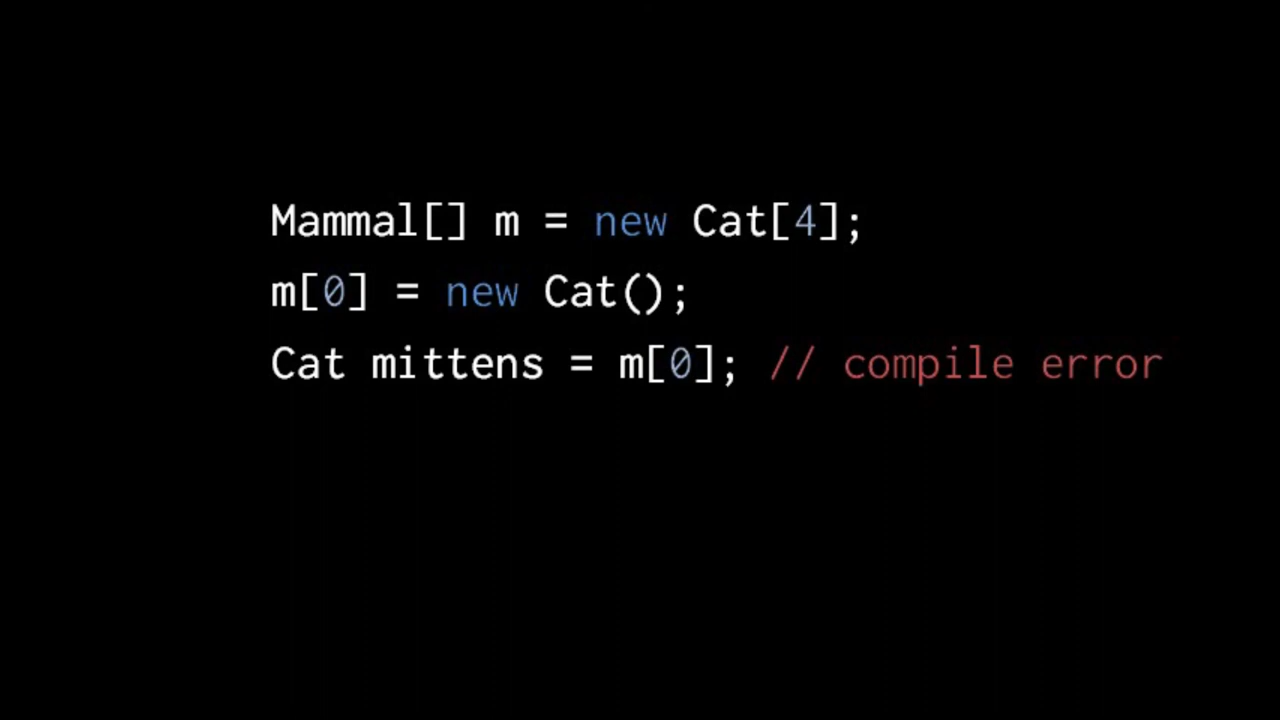 Mammal[] m = new Cat[4];
m[0] = new Cat();
Cat mittens = m[0]; // compile error